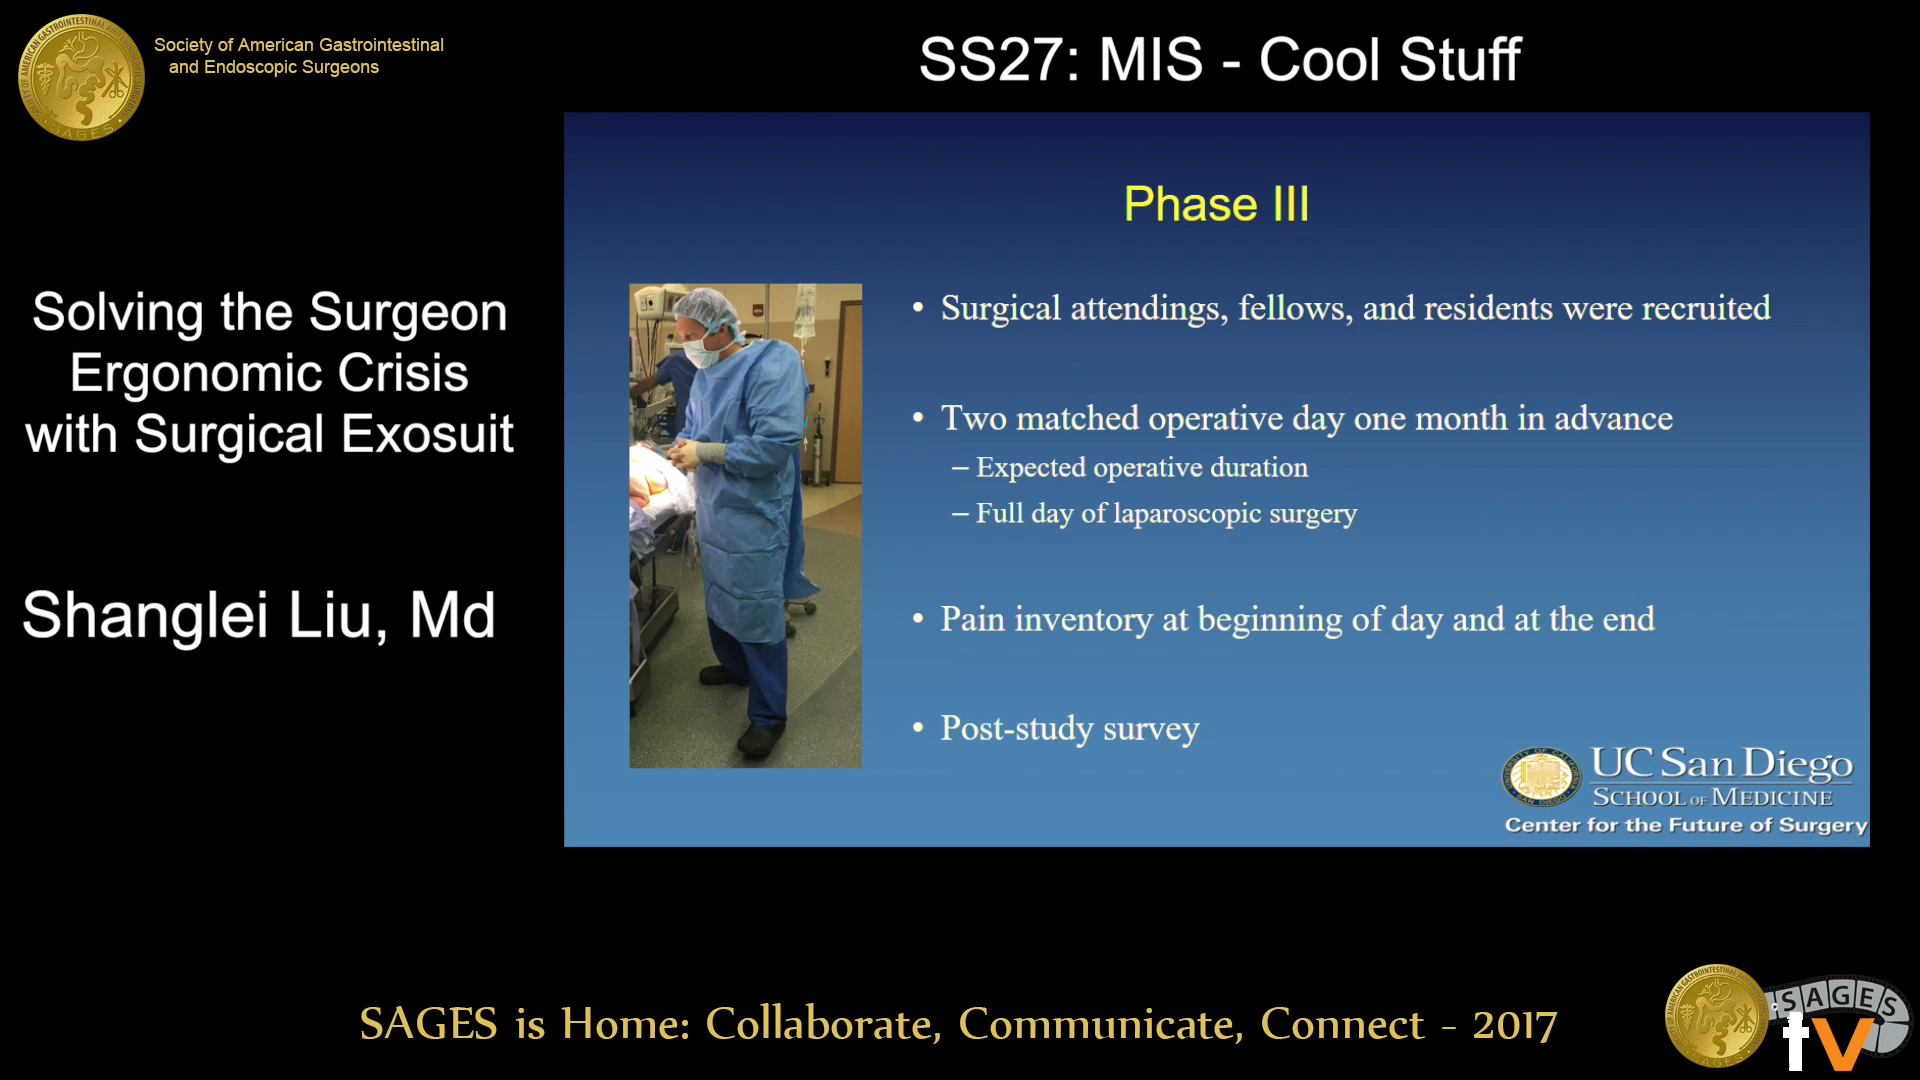 Society of American Gastrointestinal
and Endoscopic Surgeons
SS27: MIS - Cool Stuff
Solving the Surgeon
Ergonomic Crisis
with Surgical Exosuit
Shanglei Liu, Md
Phase III
• Surgical attendings, fellows, and residents were recruited
• Two matched operative day one month in advance
– Expected operative duration
– Full day of laparoscopic surgery
• Pain inventory at beginning of day and at the end
• Post-study survey
UC San Diego
SCHOOL OF MEDICINE
Center for the Future of Surgery
SAGES is Home: Collaborate, Communicate, Connect - 2017
SAGES
tv
SAGES